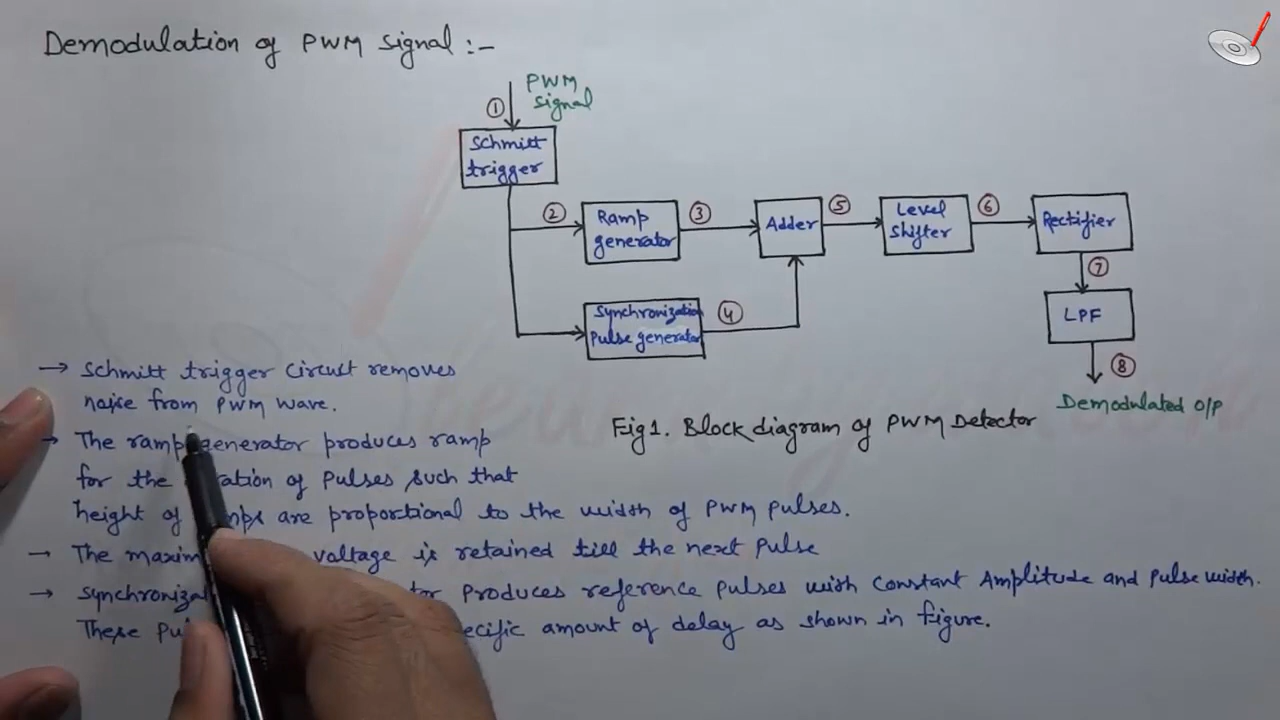 Demodulation of PWM signal :-
PWM
signal
①
Schmitt
trigger
② Ramp
generator
③ Adder ⑤ Level
shifter
⑥ Rectifier
⑦
Synchronization
Pulse generator
④
LPF
⑧
Demodulated O/P
Fig 1. Block diagram of PWM Detector
→ Schmitt trigger circuit removes
noise from PWM wave.
→ The ramp generator produces ramp
for the of pulses such that
height of are proportional to the width of PWM pulses.
→ The voltage is retained till the next pulse
→ produces reference pulses with constant Amplitude and pulse width.
These amount of delay as shown in figure.